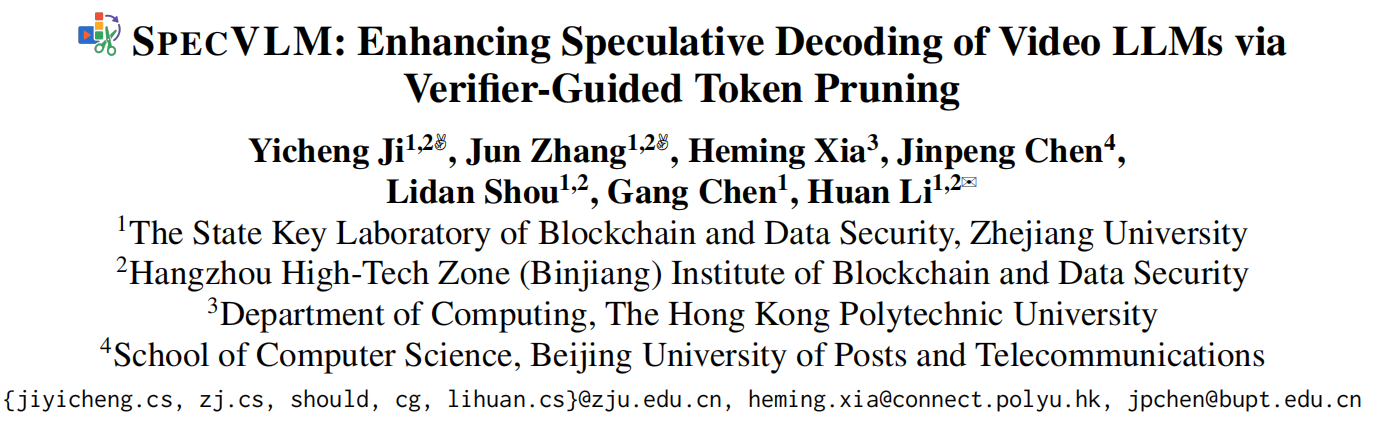 SPECVLM: Enhancing Speculative Decoding of Video LLMs via
Verifier-Guided Token Pruning
Yicheng Ji1,2✌, Jun Zhang1,2✌, Heming Xia3, Jinpeng Chen4,
Lidan Shou1,2, Gang Chen1, Huan Li1,2✉
1The State Key Laboratory of Blockchain and Data Security, Zhejiang University
2Hangzhou High-Tech Zone (Binjiang) Institute of Blockchain and Data Security
3Department of Computing, The Hong Kong Polytechnic University
4School of Computer Science, Beijing University of Posts and Telecommunications
{jiyicheng.cs, zj.cs, should, cg, lihuan.cs}@zju.edu.cn, heming.xia@connect.polyu.hk, jpchen@bupt.edu.cn